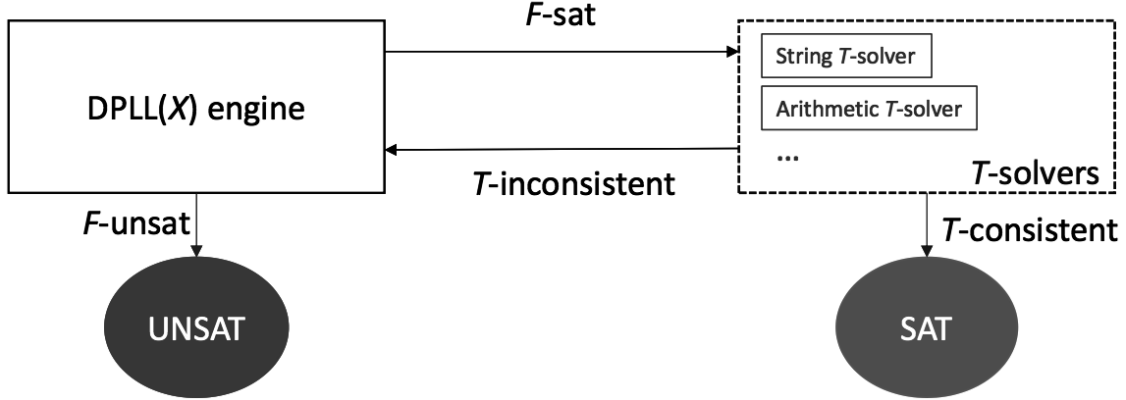 F-sat
DPLL(X) engine
String T-solver
Arithmetic T-solver
...
T-solvers
T-inconsistent
F-unsat
T-consistent
UNSAT
SAT